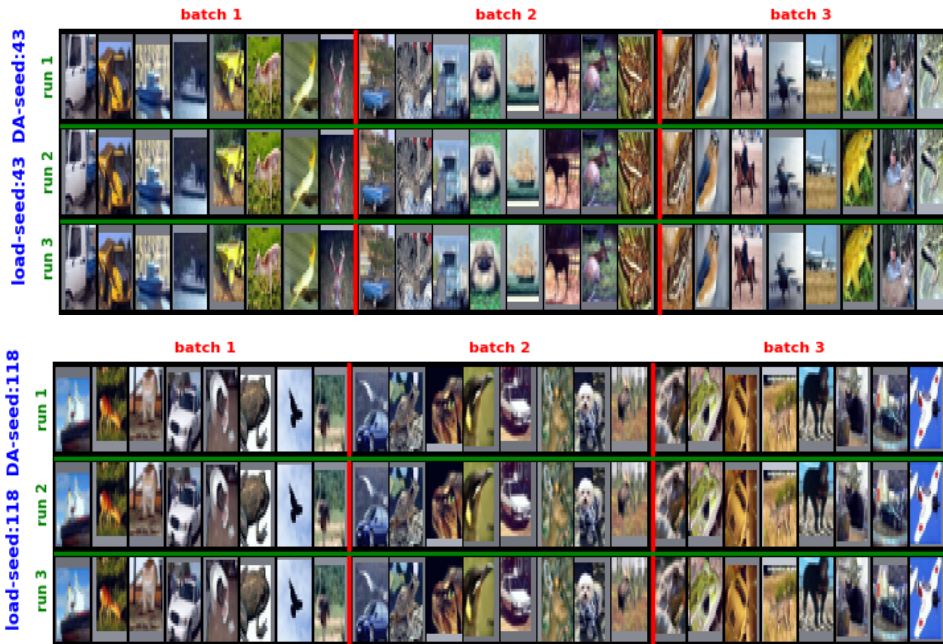 batch 1 batch 2 batch 3
load-seed:43 DA-seed:43
run 1
run 2
run 3
batch 1 batch 2 batch 3
load-seed:118 DA-seed:118
run 1
run 2
run 3